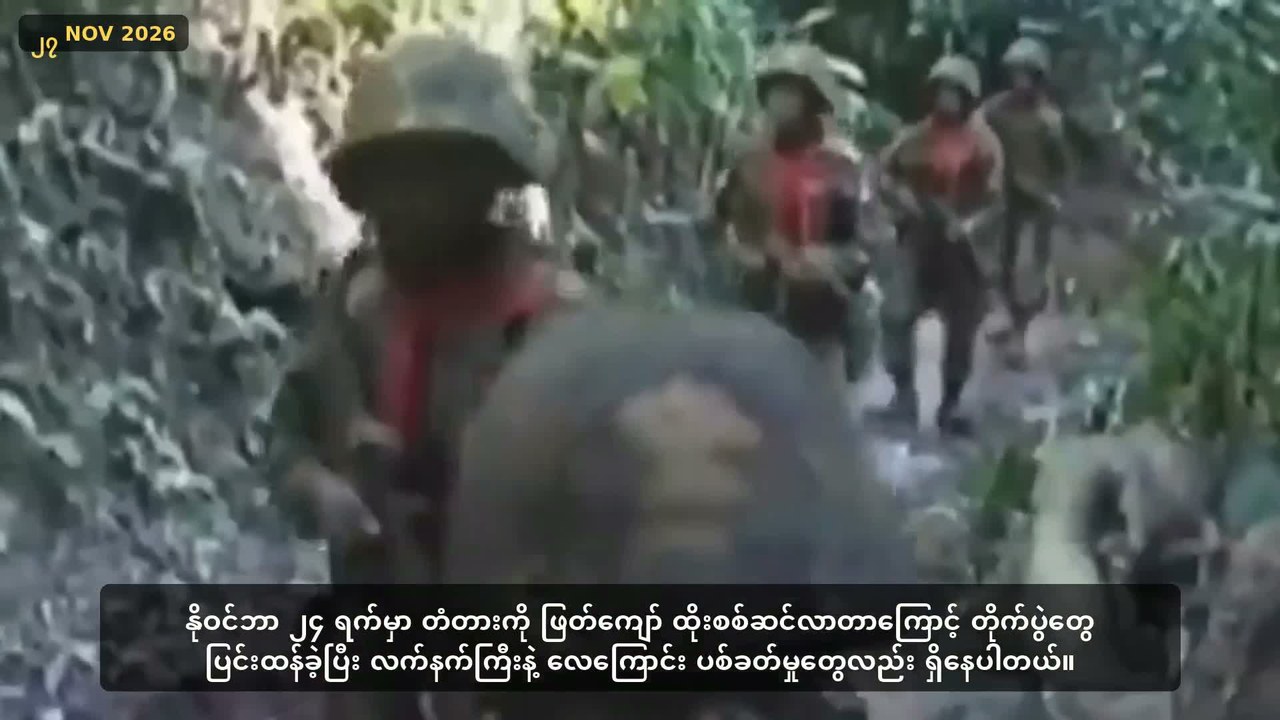 ၂၇ NOV 2026
နိုဝင်ဘာ ၂၄ ရက်မှာ တံတားကို ဖြတ်ကျော် ထိုးစစ်ဆင်လာတာကြောင့် တိုက်ပွဲတွေ
ပြင်းထန်ခဲ့ပြီး လက်နက်ကြီးနဲ့ လေကြောင်း ပစ်ခတ်မှုတွေလည်း ရှိနေပါတယ်။